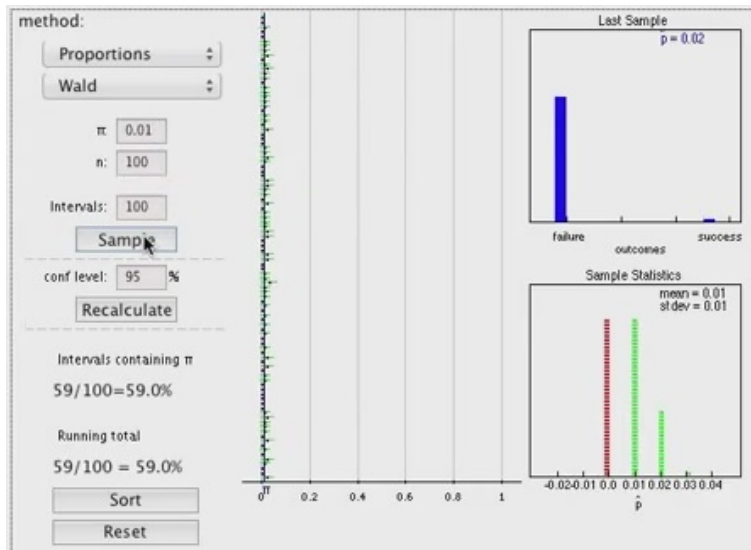 method:
Proportions
Wald
π 0.01
n: 100
Intervals: 100
Sample
conf level: 95 %
Recalculate
Intervals containing π
59/100=59.0%
Running total
59/100 = 59.0%
Sort
Reset
π
0 0.2 0.4 0.6 0.8 1
Last Sample
p̂ = 0.02
failure success
outcomes
Sample Statistics
mean = 0.01
stdev = 0.01
-0.02-0.01 0.0 0.01 0.02 0.03 0.04
p̂